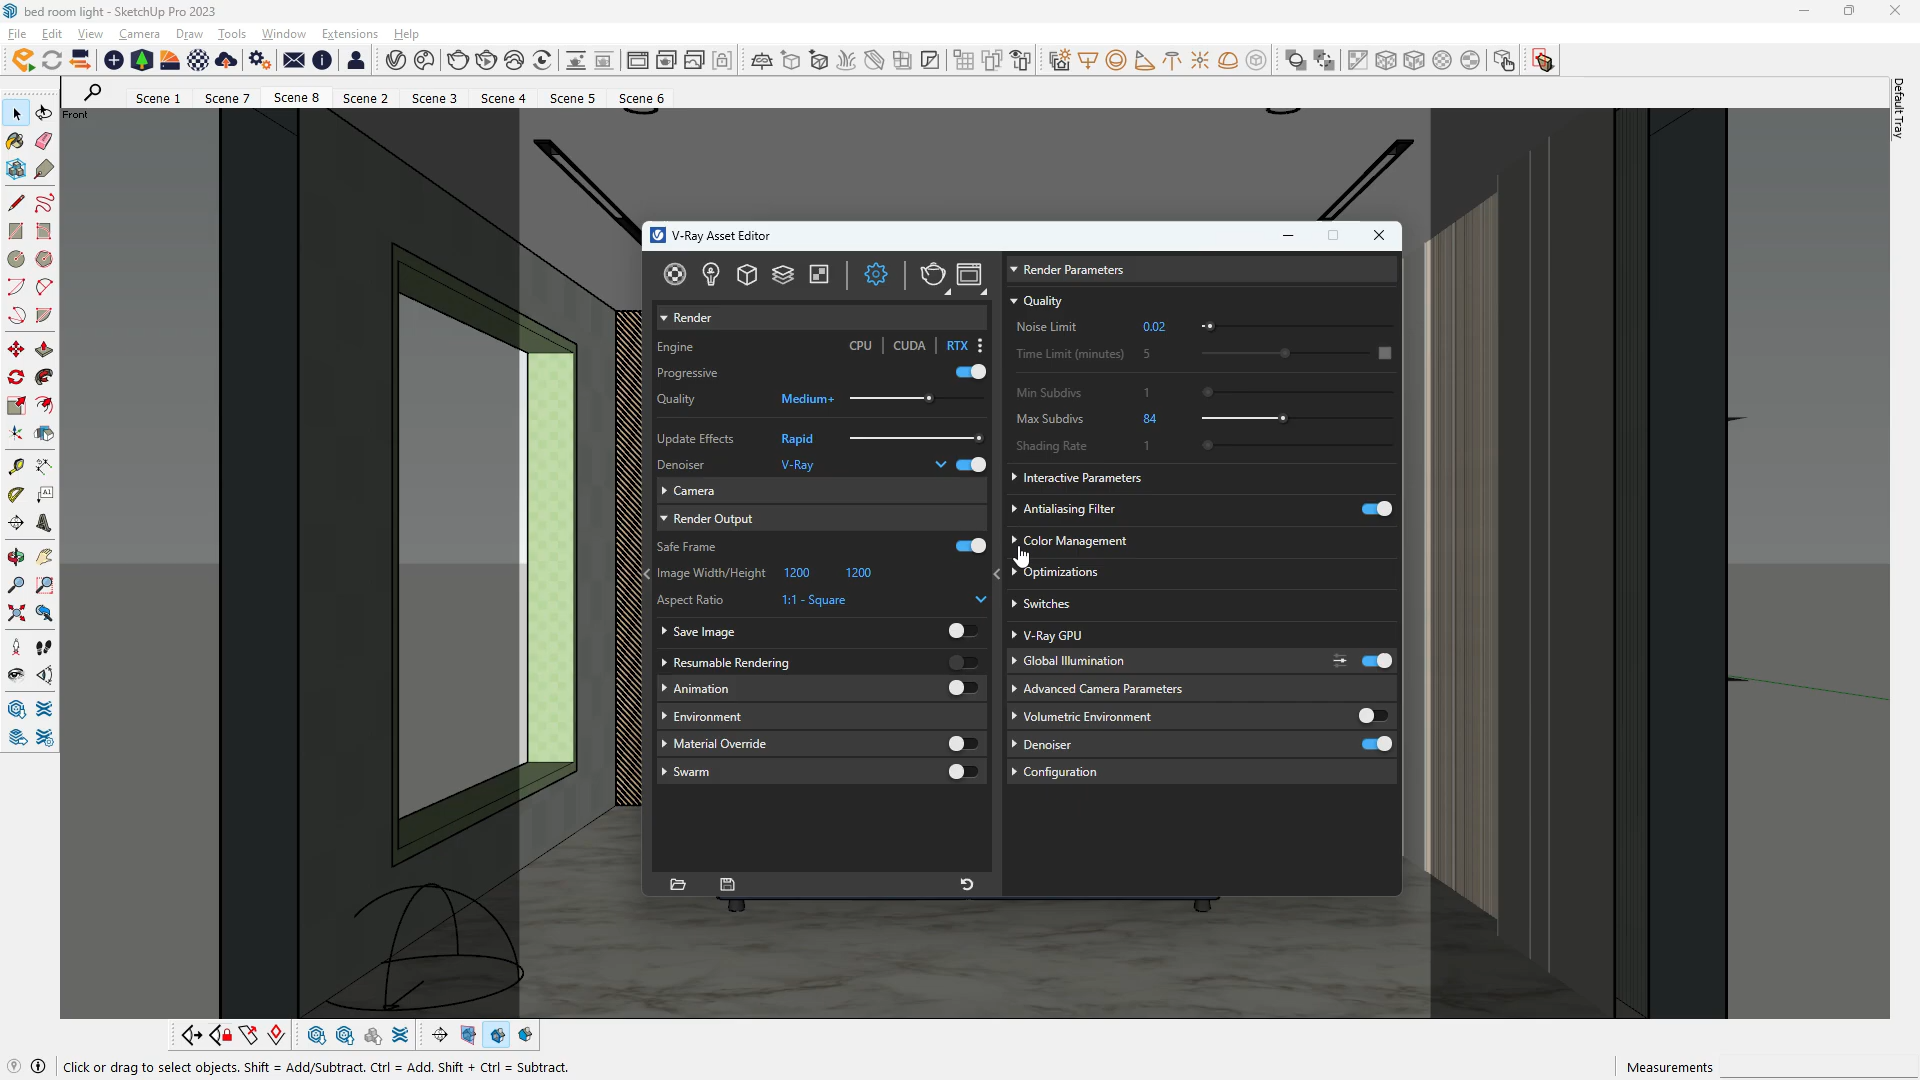 bed room light - SketchUp Pro 2023
File Edit View Camera Draw Tools Window Extensions Help
Scene 1 Scene 7 Scene 8 Scene 2 Scene 3 Scene 4 Scene 5 Scene 6
Default Tray
Front
V-Ray Asset Editor
Render
Engine CPU CUDA RTX
Progressive
Quality Medium+
Update Effects Rapid
Denoiser V-Ray
Camera
Render Output
Safe Frame
Image Width/Height 1200 1200
Aspect Ratio 1:1 - Square
Save Image
Resumable Rendering
Animation
Environment
Material Override
Swarm
Render Parameters
Quality
Noise Limit 0.02
Time Limit (minutes) 5
Min Subdivs 1
Max Subdivs 84
Shading Rate 1
Interactive Parameters
Antialiasing Filter
Color Management
Optimizations
Switches
V-Ray GPU
Global Illumination
Advanced Camera Parameters
Volumetric Environment
Denoiser
Configuration
Click or drag to select objects. Shift = Add/Subtract. Ctrl = Add. Shift + Ctrl = Subtract.
Measurements